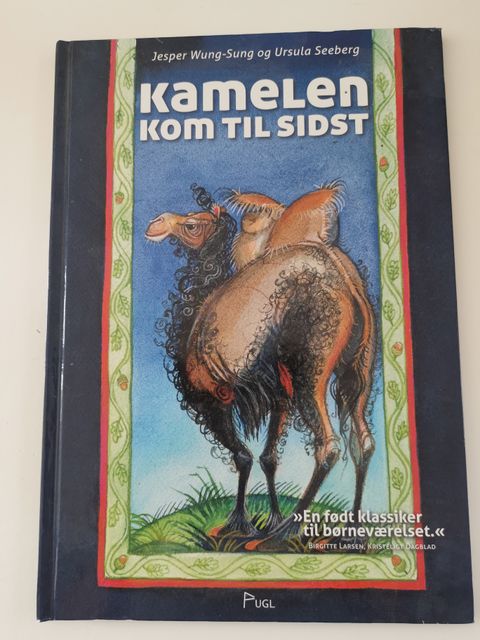 Jesper Wung-Sung og Ursula Seeberg
Kamelen
KOM TIL SIDST
»En født klassiker
til børneværelset.«
Birgitte Larsen, Kristeligt Dagblad
PUGL